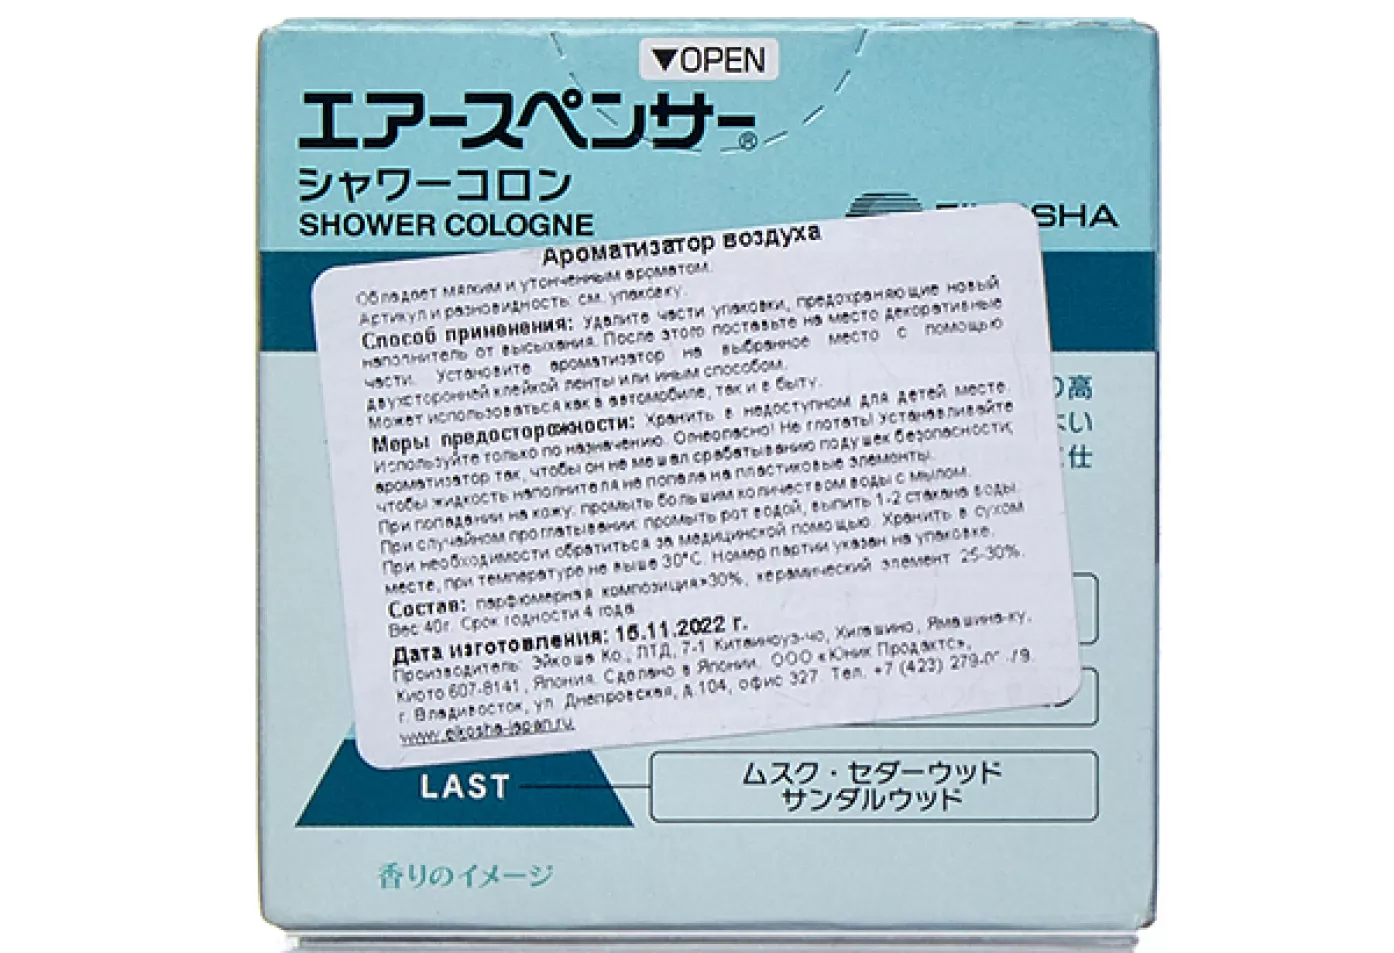 ▼OPEN
エアースペンサー®
シャワーコロン
SHOWER COLOGNE
OSHA
Ароматизатор воздуха
Обладает мягким и утонченным ароматом.
Артикул и разновидность: см. упаковку.
Способ применения: Удалите части упаковки, предохраняющие новый
наполнитель от высыхания. После этого поставьте на место декоративные
части. Установите ароматизатор на выбранное место с помощью
двухсторонней клейкой ленты или иным способом.
Может использоваться как в автомобиле, так и в быту.
Меры предосторожности: Хранить в недоступном для детей месте.
Используйте только по назначению. Огнеопасно! Не глотать! Устанавливайте
ароматизатор так, чтобы он не мешал срабатыванию подушек безопасности;
чтобы жидкость наполнителя не попала на пластиковые элементы.
При попадании на кожу: промыть большим количеством воды с мылом.
При случайном проглатывании: промыть рот водой, выпить 1-2 стакана воды.
При необходимости обратиться за медицинской помощью. Хранить в сухом
месте, при температуре не выше 30°С. Номер партии указан на упаковке.
Состав: парфюмерная композиция>30%, керамический элемент 25-30%.
Вес 40г. Срок годности 4 года
Дата изготовления: 16.11.2022 г.
Производитель: Эйкоша Ко., ЛТД, 7-1 Китаиноуэ-чо, Хигашино, Ямашина-ку,
Киото 607-8141, Япония. Сделано в Японии. ООО «Юник Продактс»,
г. Владивосток, ул. Днепровская, д.104, офис 327. Тел. +7 (423)
www.eikosha-japan.ru
高
い
仕
LAST
ムスク・セダーウッド
サンダルウッド
香りのイメージ